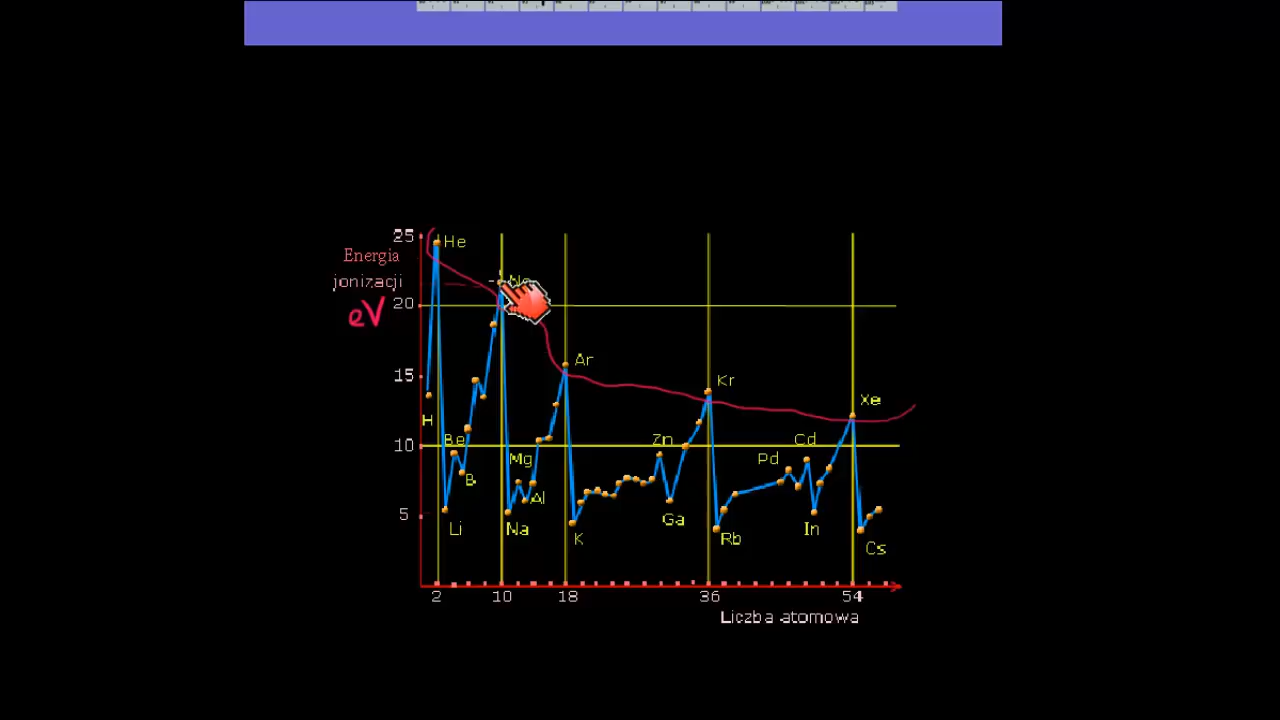 25
He
Energia
jonizacji
Ne
eV
20
Ar
15
Kr
Xe
H
Be
Zn
Cd
10
Mg
Pd
B
Al
5
Li
Na
K
Ga
Rb
In
Cs
2
10
18
36
54
Liczba atomowa